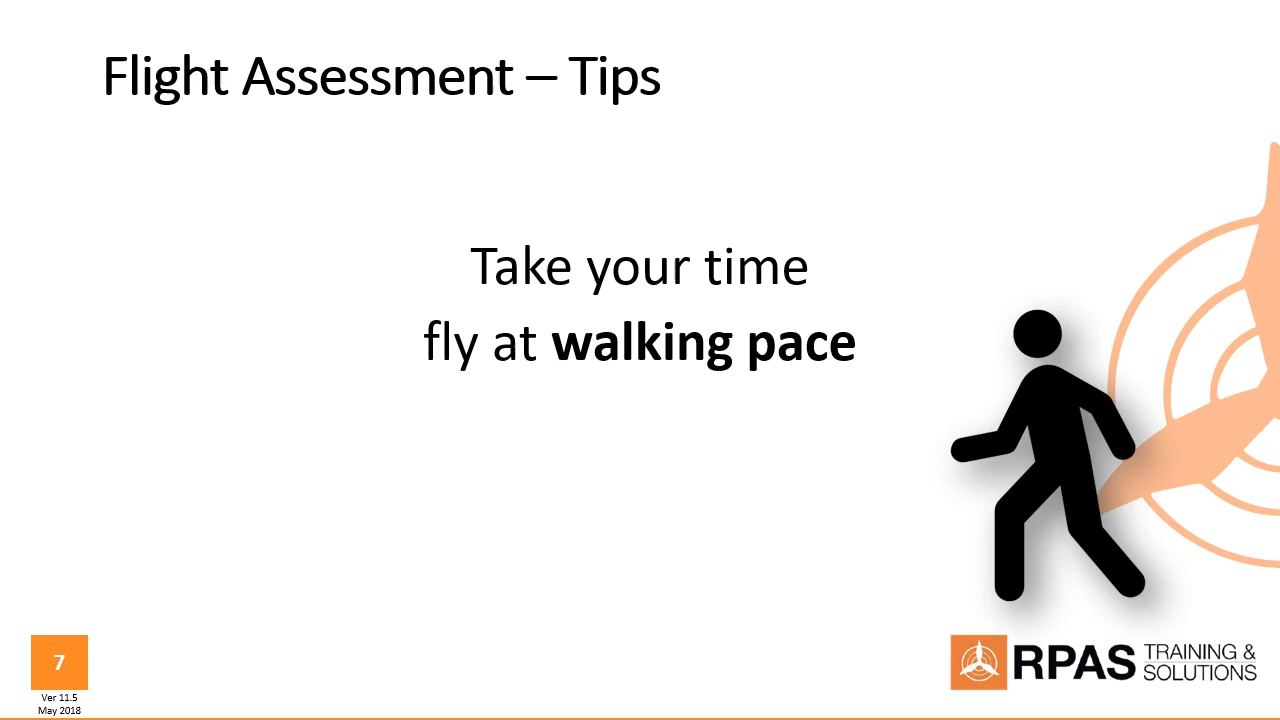 Flight Assessment – Tips
Take your time
fly at walking pace
7
Ver 11.5
May 2018
RPAS TRAINING &
SOLUTIONS